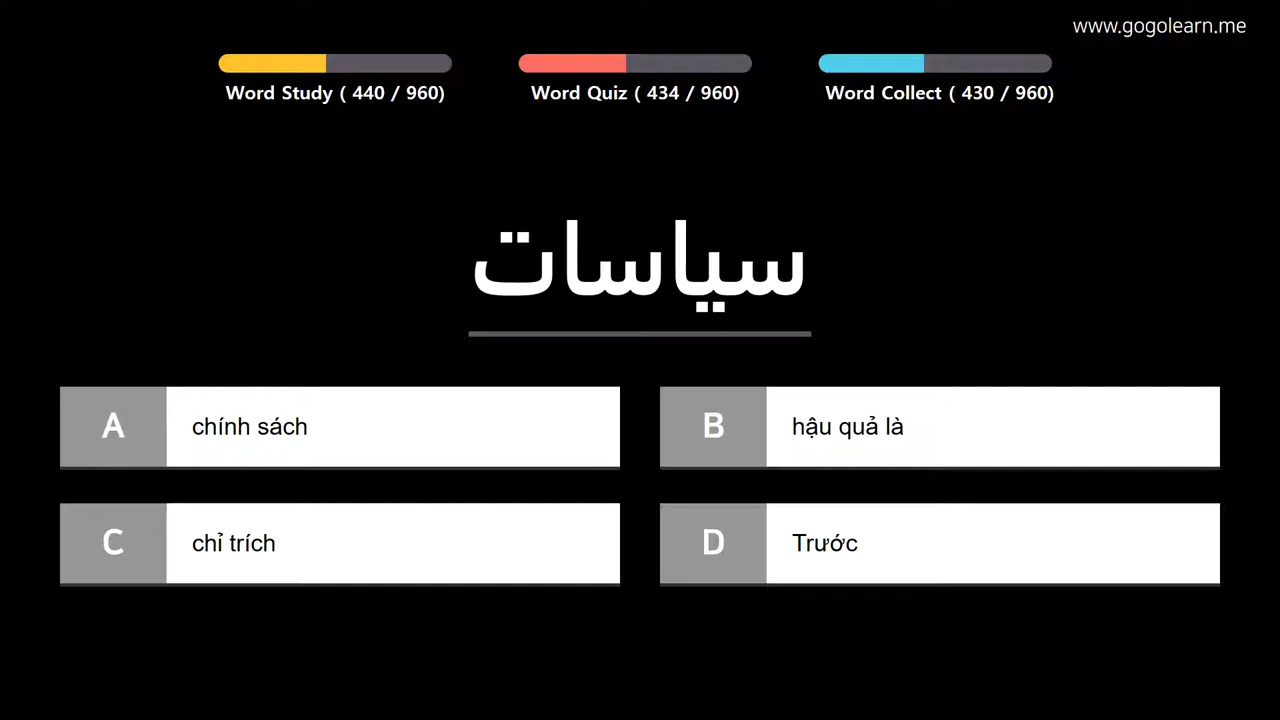 www.gogolearn.me
Word Study ( 440 / 960)
Word Quiz ( 434 / 960)
Word Collect ( 430 / 960)
سياسات
A chính sách
B hậu quả là
C chỉ trích
D Trước